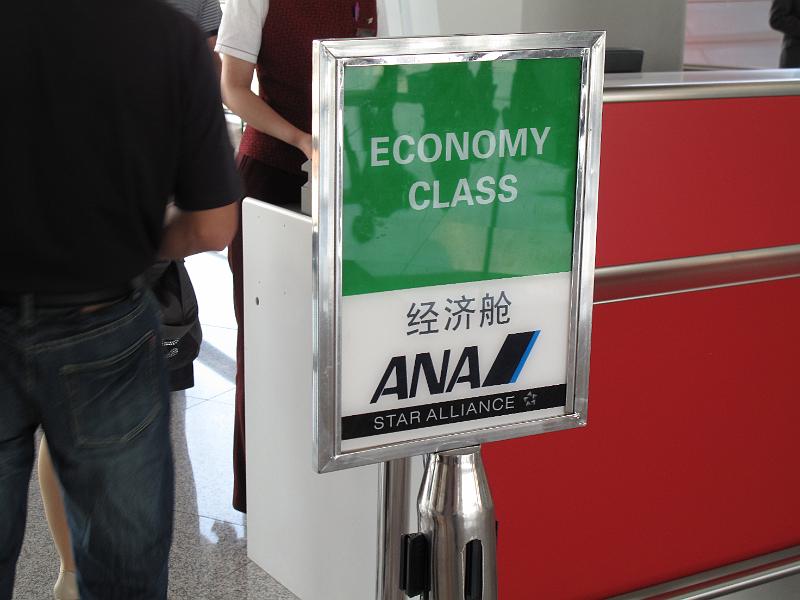 ECONOMY
CLASS
经济舱
ANA
STAR ALLIANCE